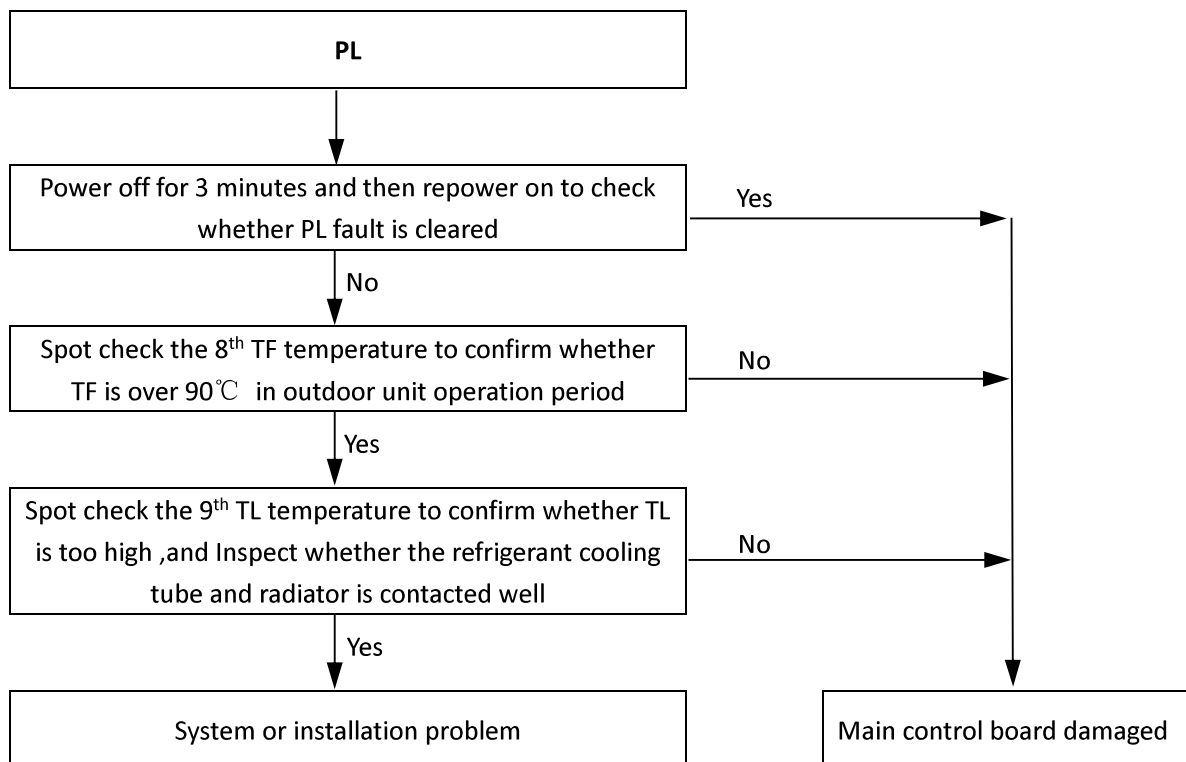 PL
Power off for 3 minutes and then repower on to check
whether PL fault is cleared
Yes
No
Spot check the 8th TF temperature to confirm whether
TF is over 90℃ in outdoor unit operation period
No
Yes
Spot check the 9th TL temperature to confirm whether TL
is too high ,and Inspect whether the refrigerant cooling
tube and radiator is contacted well
No
Yes
System or installation problem
Main control board damaged